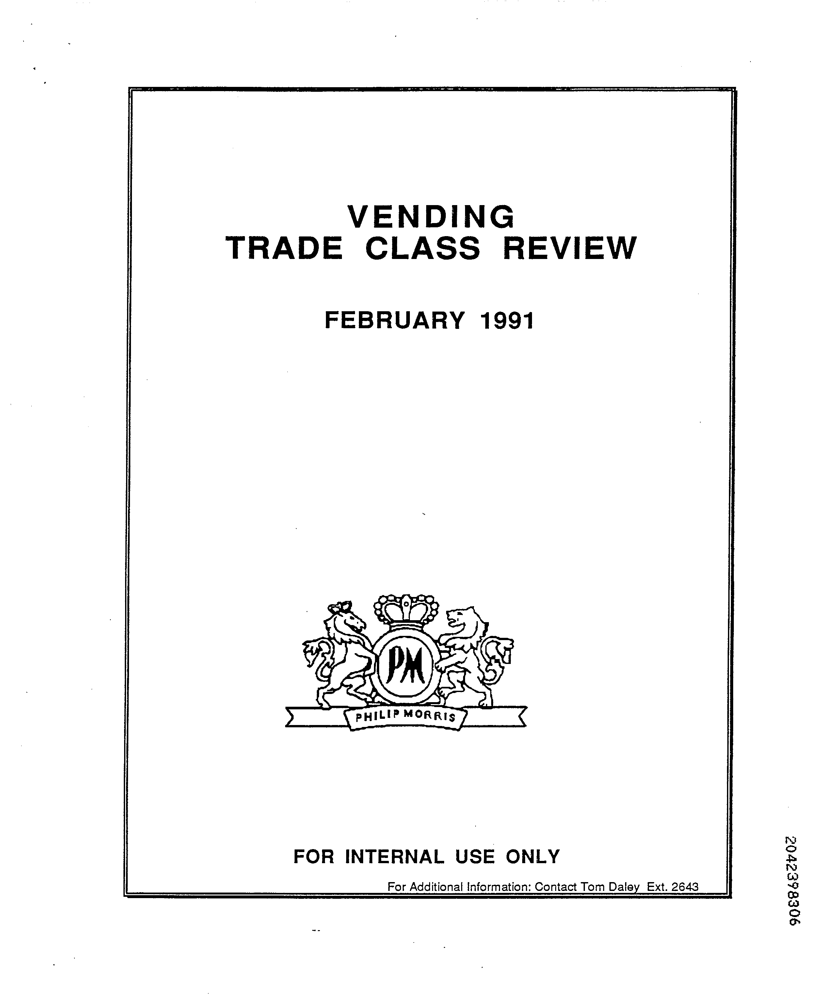 VENDING
TRADE CLASS REVIEW
FEBRUARY 1991
PM
PHILIP MORRIS
FOR INTERNAL USE ONLY
For Additional Information: Contact Tom Daley Ext. 2643
2042398306